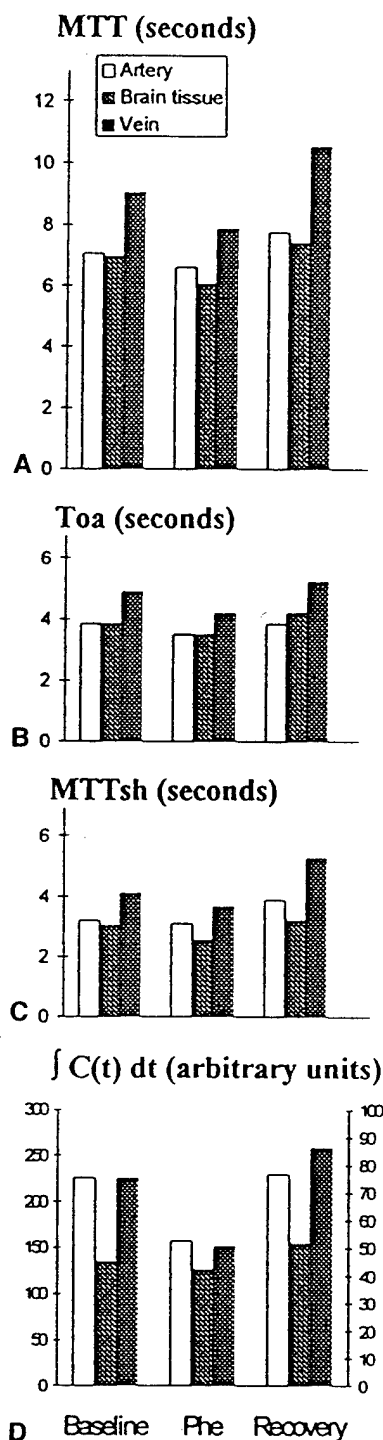 MTT (seconds)
Artery
Brain tissue
Vein
12
10
8
6
4
2
0
A
Toa (seconds)
6
4
2
0
B
MTTsh (seconds)
6
4
2
0
C
∫ C(t) dt (arbitrary units)
300 100
250 90
200 80
150 70
100 60
50 50
0 40
30
20
10
0
D Baseline Phe Recovery